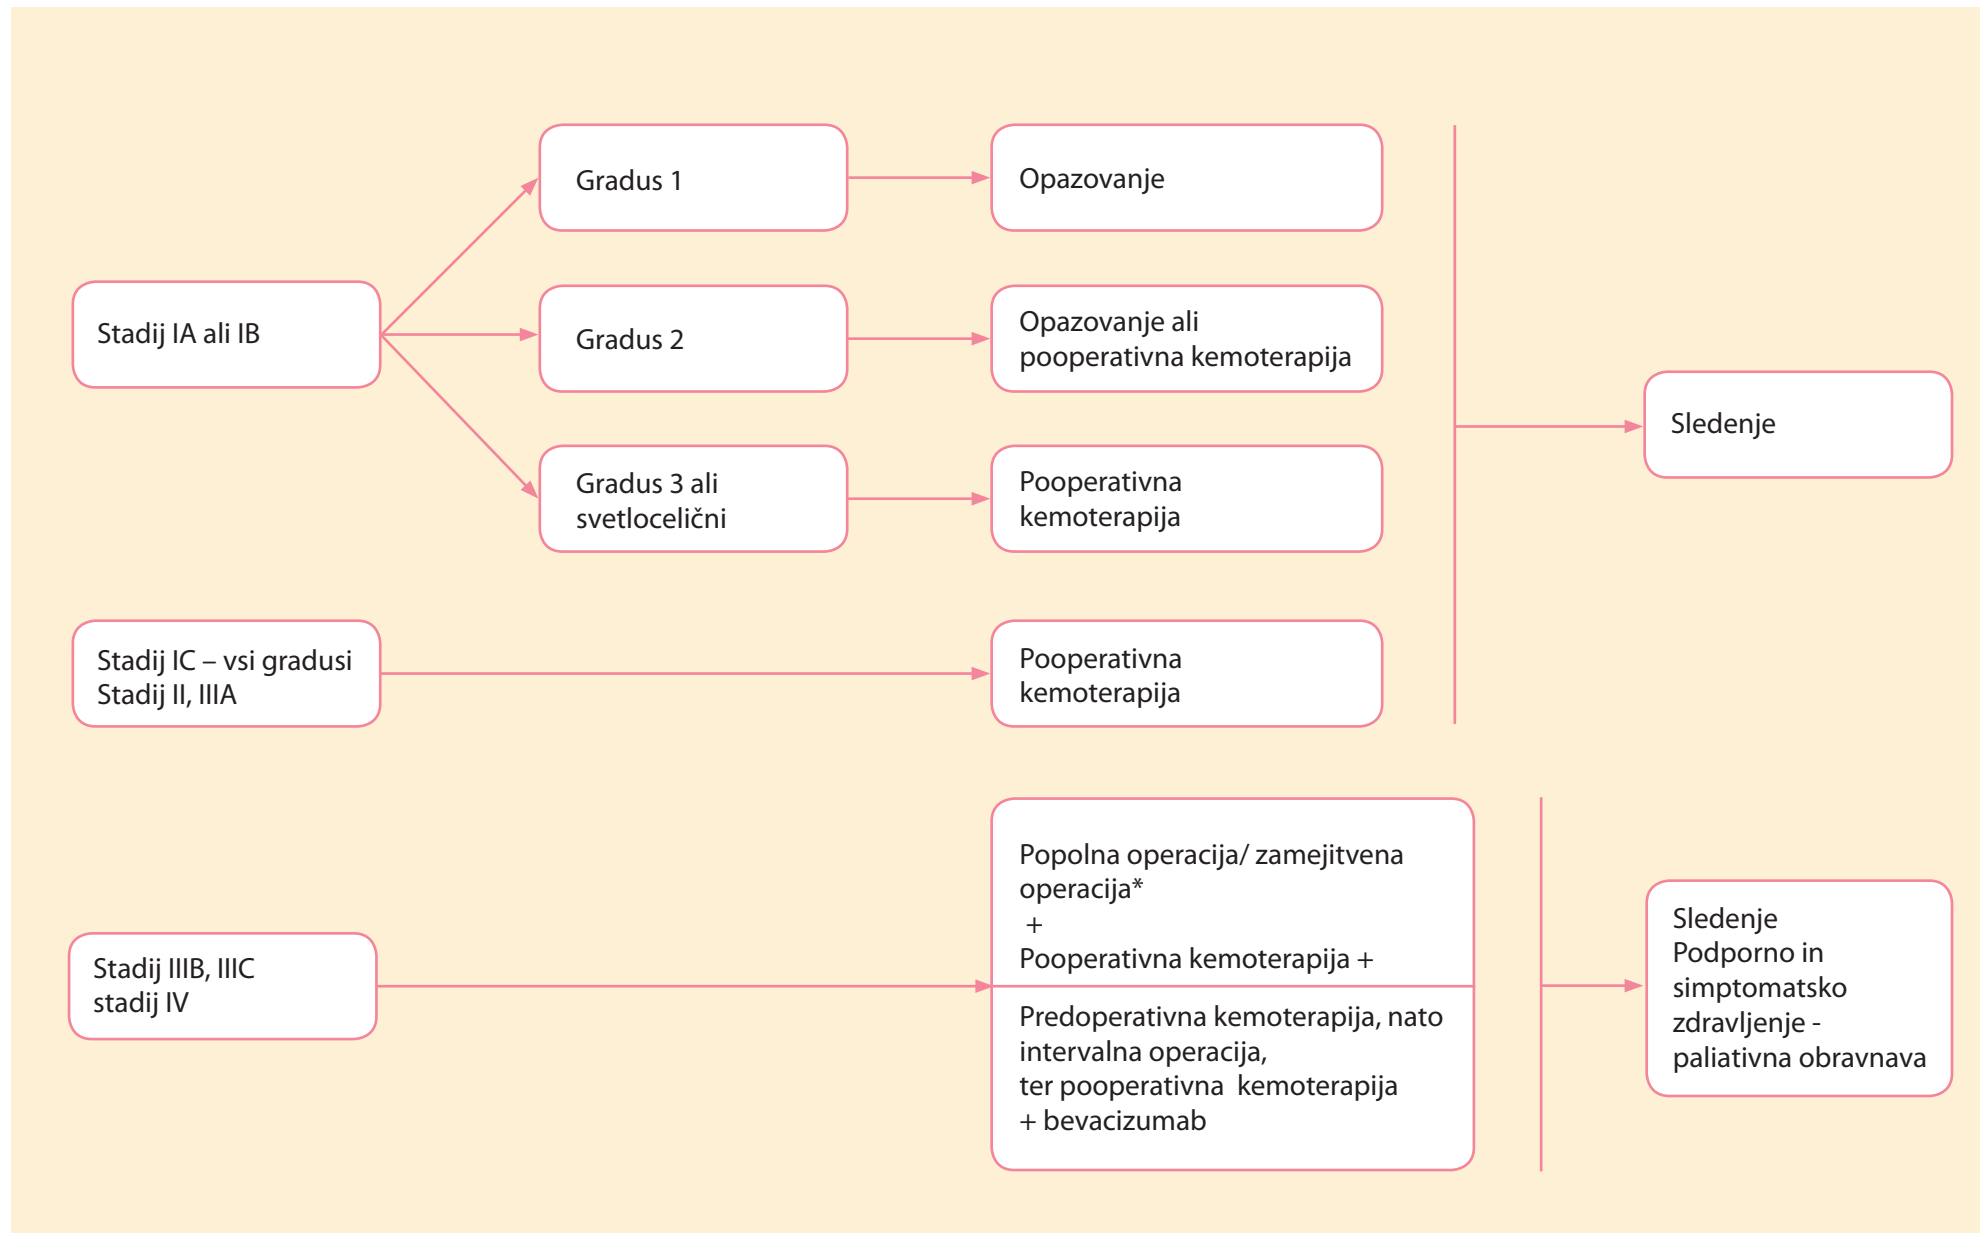 Gradus 1
Opazovanje
Stadij IA ali IB
Gradus 2
Opazovanje ali
pooperativna kemoterapija
Gradus 3 ali
svetlocelični
Pooperativna
kemoterapija
Sledenje
Stadij IC – vsi gradusi
Stadij II, IIIA
Pooperativna
kemoterapija
Stadij IIIB, IIIC
stadij IV
Popolna operacija/ zamejitvena
operacija*
+
Pooperativna kemoterapija +
Predoperativna kemoterapija, nato
intervalna operacija,
ter pooperativna kemoterapija
+ bevacizumab
Sledenje
Podporno in
simptomatsko
zdravljenje -
paliativna obravnava